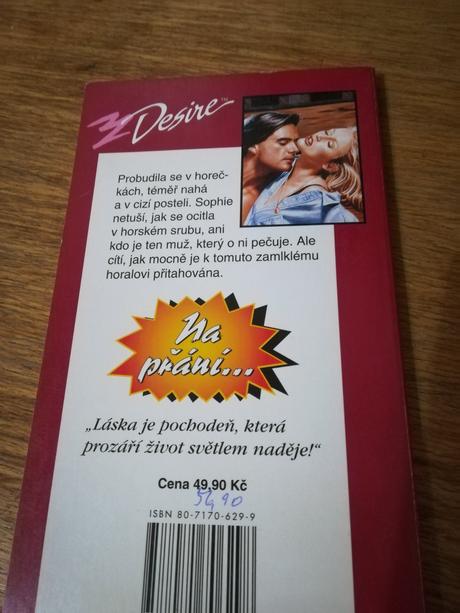 Desire™
Probudila se v horeč-
kách, téměř nahá
a v cizí posteli. Sophie
netuší, jak se ocitla
v horském srubu, ani
kdo je ten muž, který o ni pečuje. Ale
cítí, jak mocně je k tomuto zamlklému
horalovi přitahována.
Na
přání...
„Láska je pochodeň, která
prozáří život světlem naděje!“
Cena 49,90 Kč
54,90
ISBN 80-7170-629-9